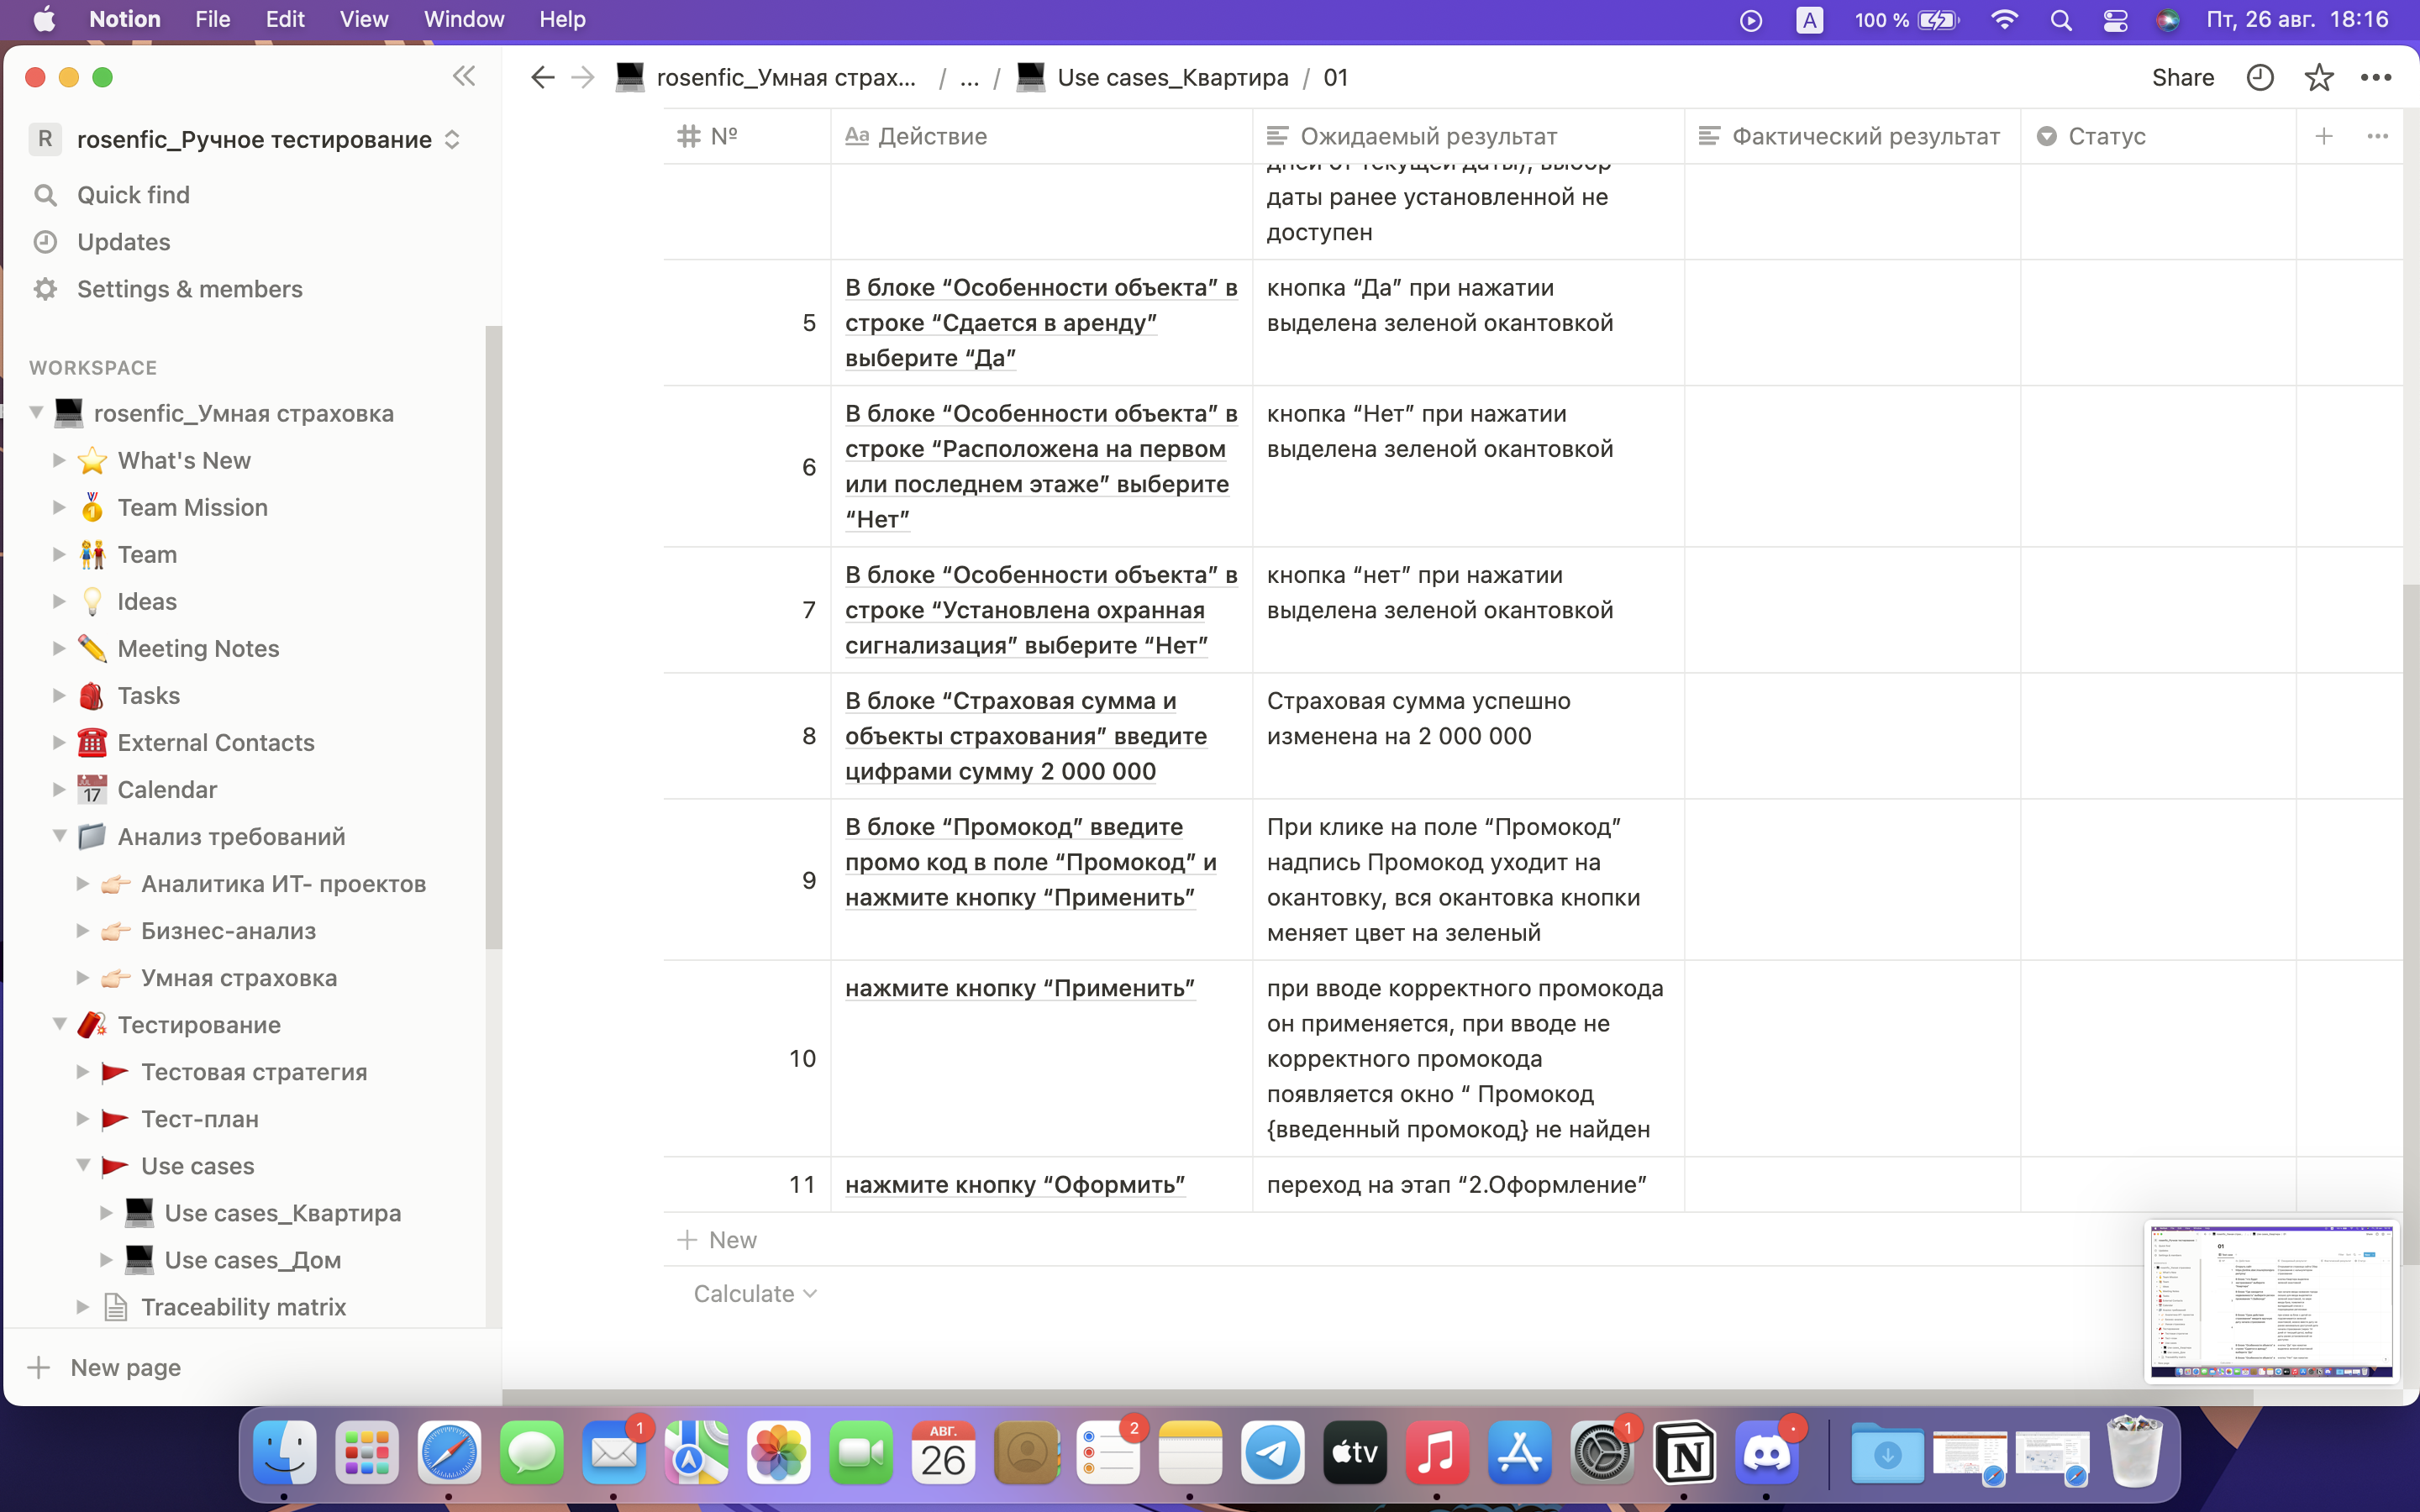 Notion File Edit View Window Help
A 100 % Пт, 26 авг. 18:16
rosenfic_Умная страх... / ... / Use cases_Квартира / 01
Share
R rosenfic_Ручное тестирование
Quick find
Updates
Settings & members
WORKSPACE
rosenfic_Умная страховка
What's New
Team Mission
Team
Ideas
Meeting Notes
Tasks
External Contacts
Calendar
Анализ требований
Аналитика ИТ- проектов
Бизнес-анализ
Умная страховка
Тестирование
Тестовая стратегия
Тест-план
Use cases
Use cases_Квартира
Use cases_Дом
Traceability matrix
New page
№ Действие Ожидаемый результат Фактический результат Статус
дней от текущей даты), выбор
даты ранее установленной не
доступен
5
В блоке “Особенности объекта” в
строке “Сдается в аренду”
выберите “Да”
кнопка “Да” при нажатии
выделена зеленой окантовкой
6
В блоке “Особенности объекта” в
строке “Расположена на первом
или последнем этаже” выберите
“Нет”
кнопка “Нет” при нажатии
выделена зеленой окантовкой
7
В блоке “Особенности объекта” в
строке “Установлена охранная
сигнализация” выберите “Нет”
кнопка “нет” при нажатии
выделена зеленой окантовкой
8
В блоке “Страховая сумма и
объекты страхования” введите
цифрами сумму 2 000 000
Страховая сумма успешно
изменена на 2 000 000
9
В блоке “Промокод” введите
промо код в поле “Промокод” и
нажмите кнопку “Применить”
При клике на поле “Промокод”
надпись Промокод уходит на
окантовку, вся окантовка кнопки
меняет цвет на зеленый
10
нажмите кнопку “Применить”
при вводе корректного промокода
он применяется, при вводе не
корректного промокода
появляется окно “ Промокод
{введенный промокод} не найден
11
нажмите кнопку “Оформить”
переход на этап “2.Оформление”
New
Calculate
1
АВГ.
26
2
tv
1